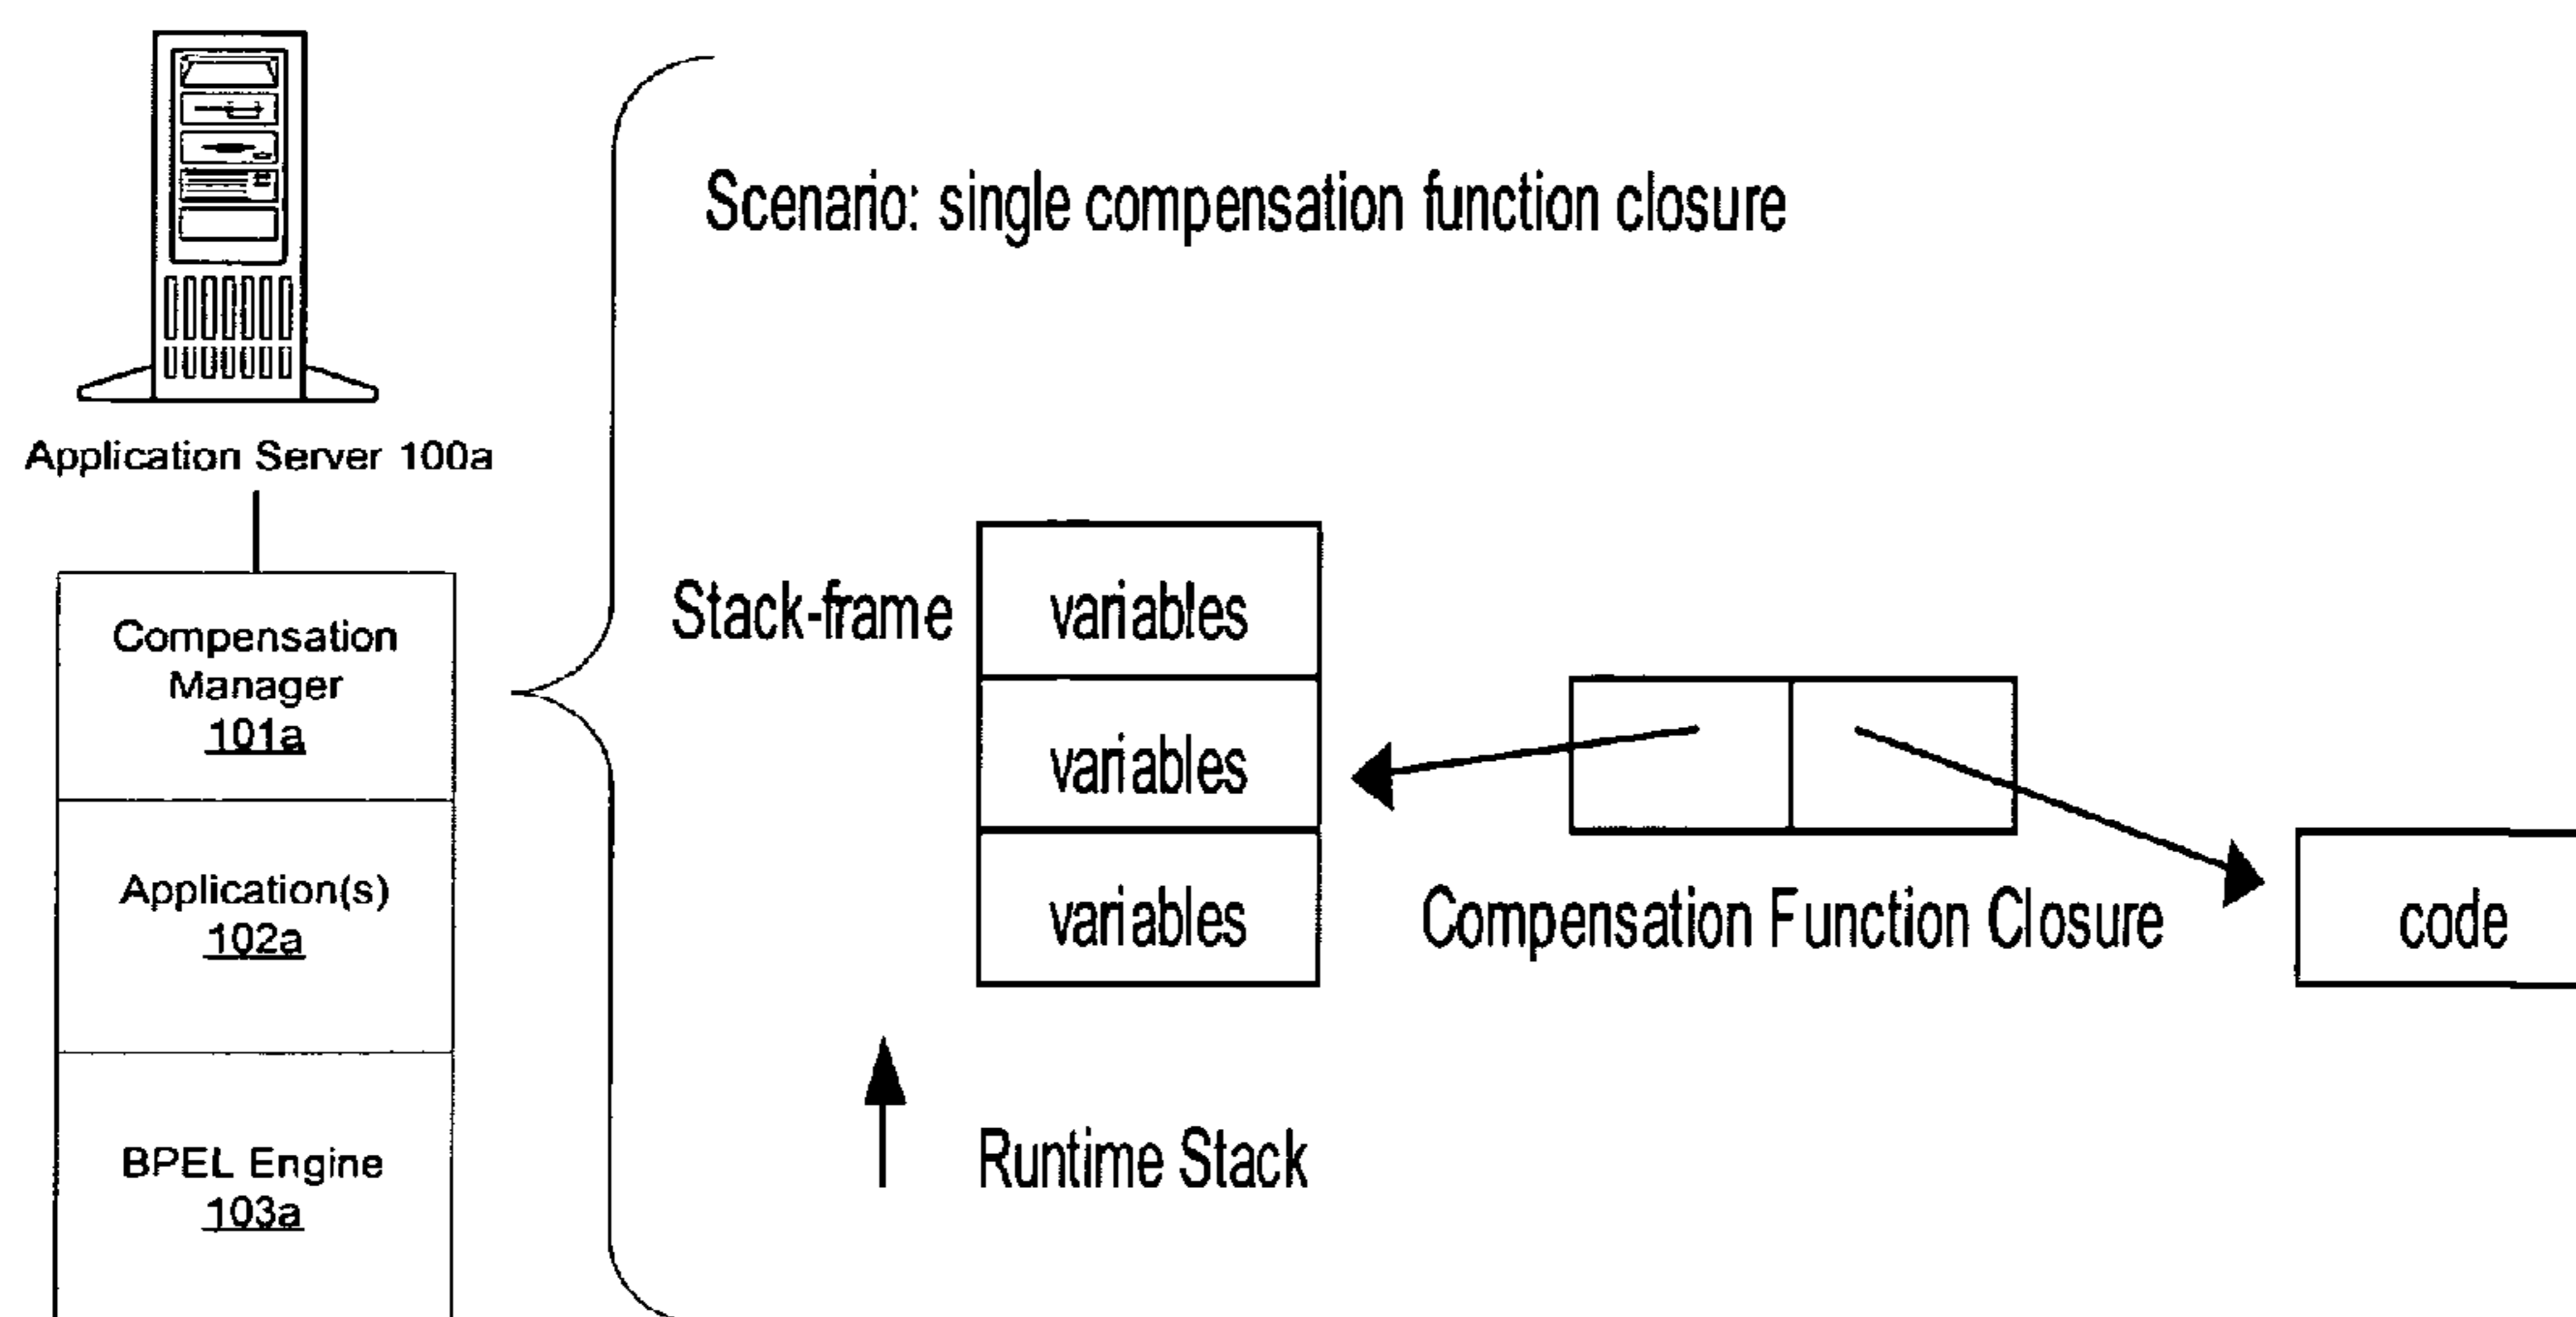 Scenario: single compensation function closure
Application Server 100a
Compensation
Manager
101a
Application(s)
102a
BPEL Engine
103a
Stack-frame
variables
variables
variables
Compensation Function Closure
code
Runtime Stack